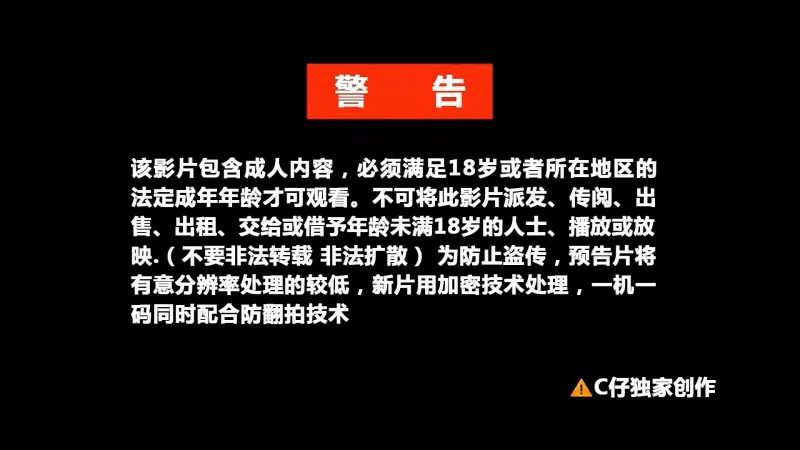 警 告
该影片包含成人内容，必须满足18岁或者所在地区的
法定成年年龄才可观看。不可将此影片派发、传阅、出
售、出租、交给或借予年龄未满18岁的人士、播放或放
映.（不要非法转载 非法扩散） 为防止盗传，预告片将
有意分辨率处理的较低，新片用加密技术处理，一机一
码同时配合防翻拍技术
C仔独家创作